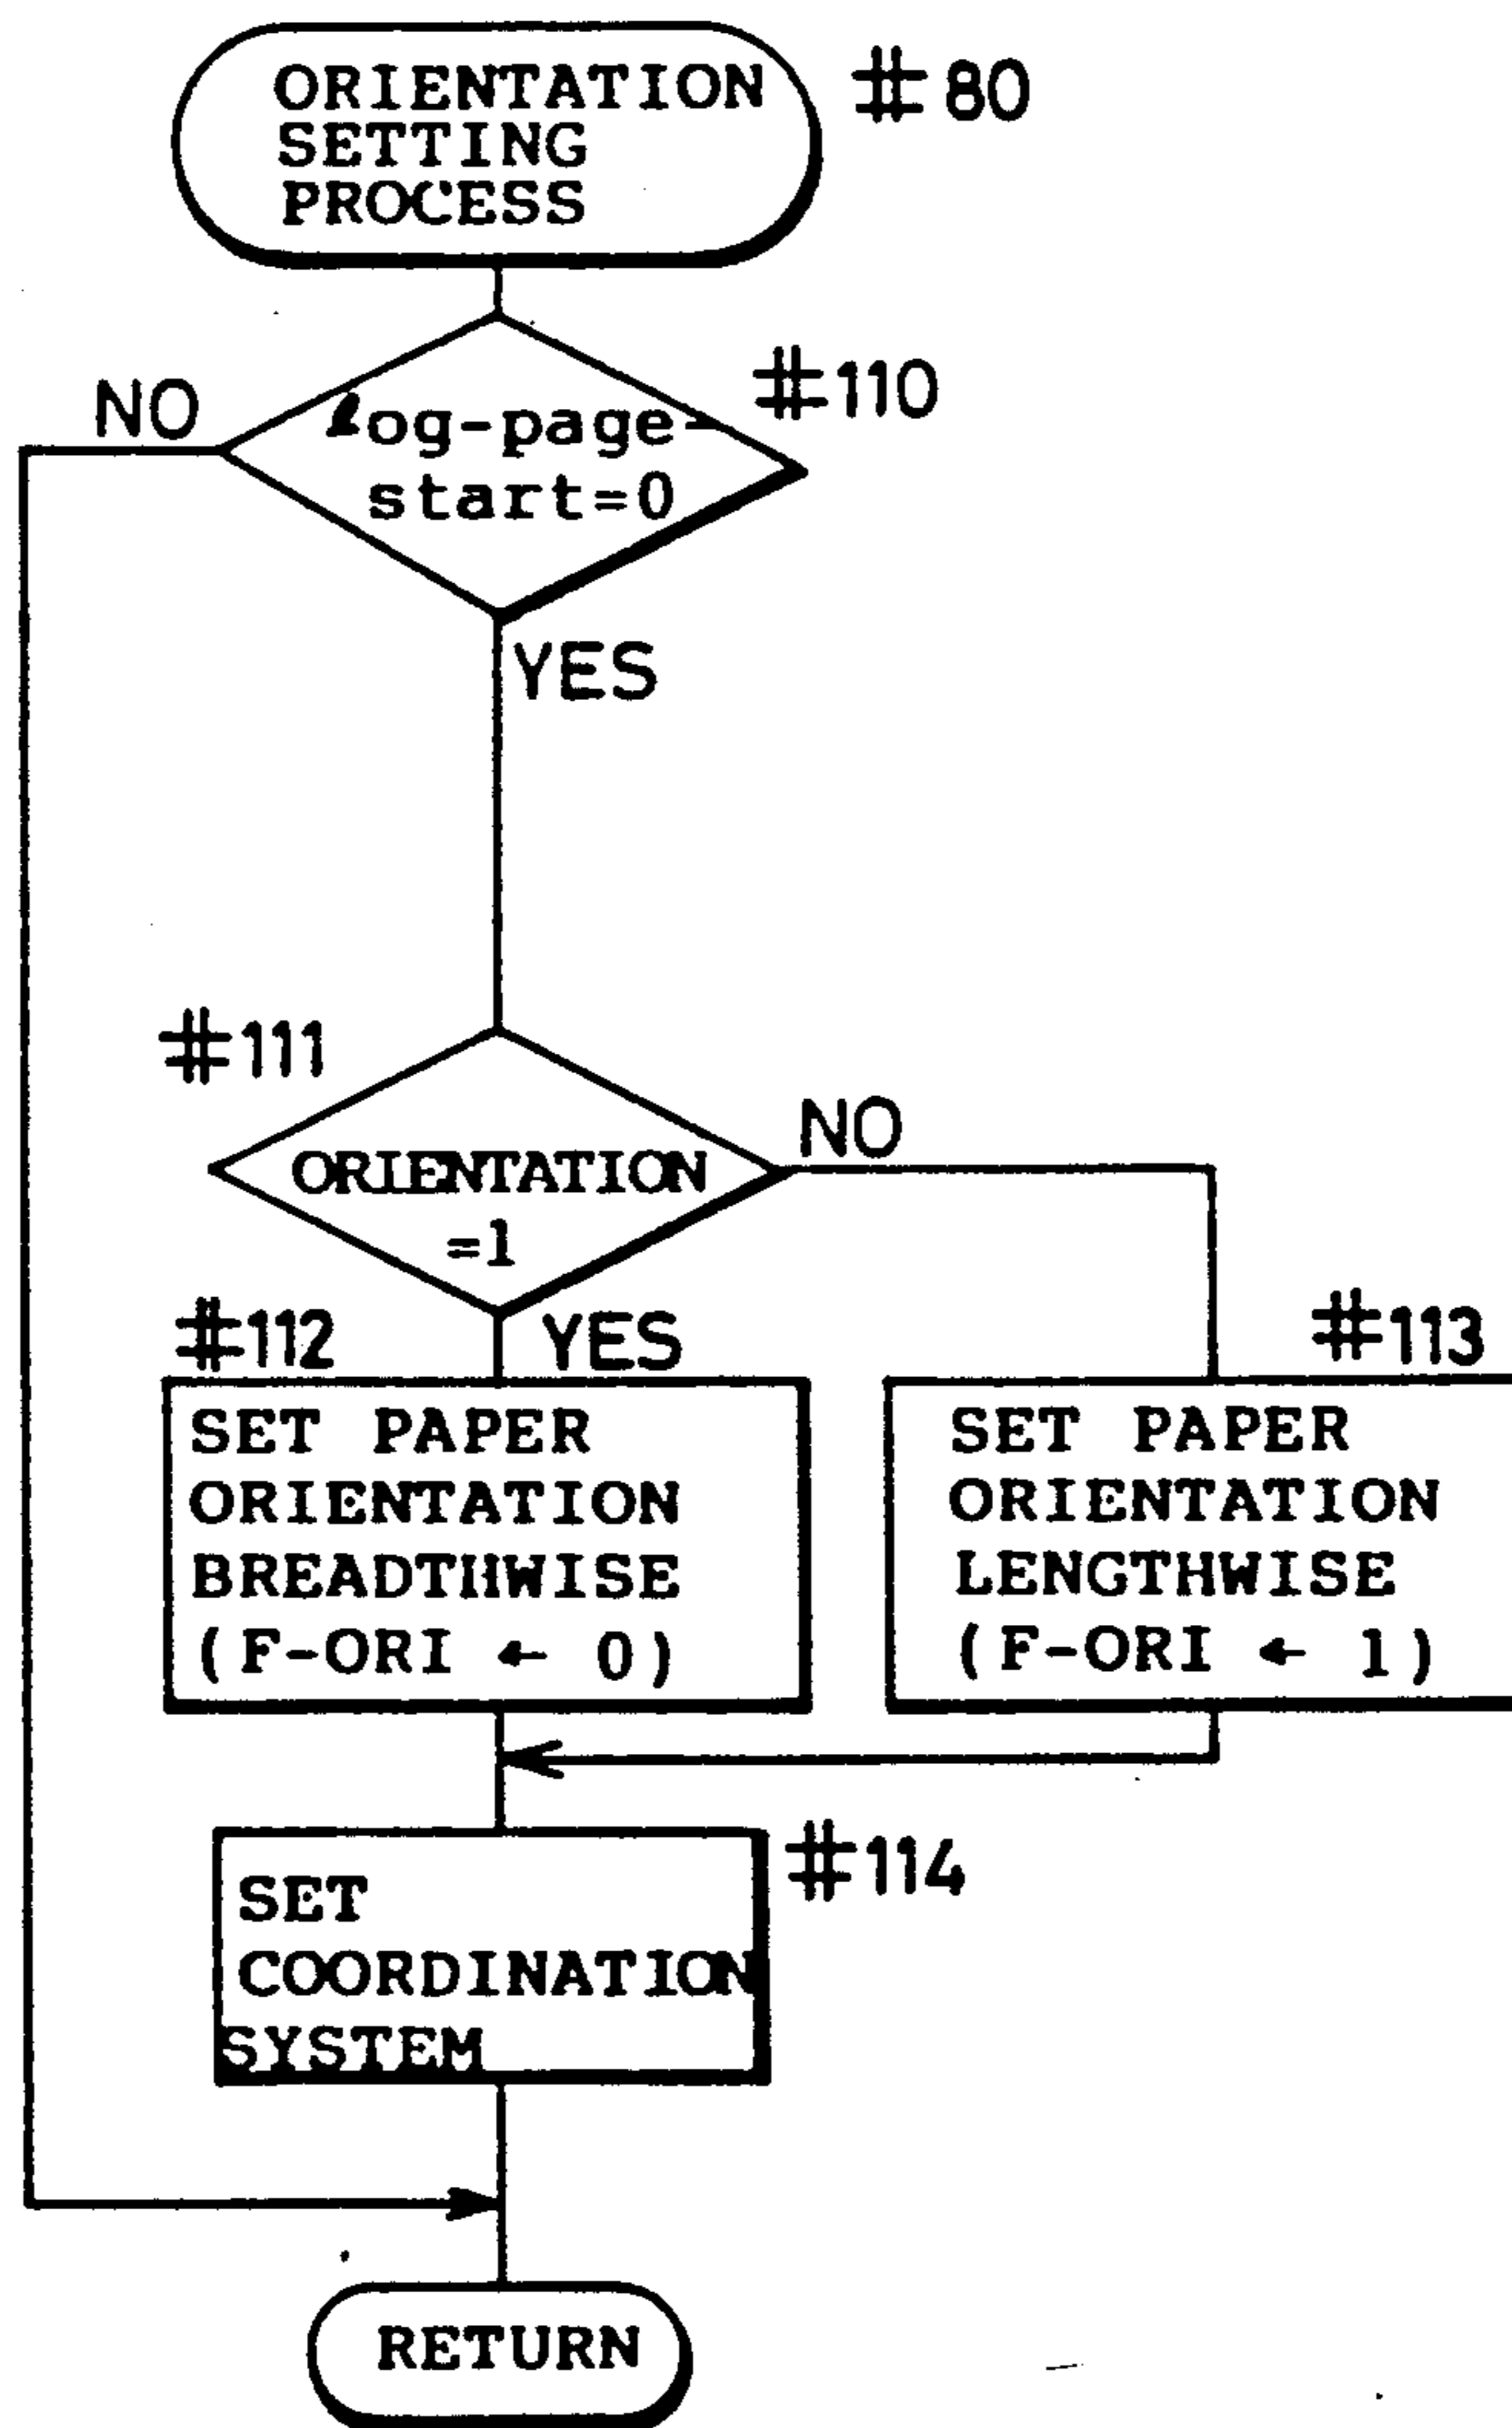 ORIENTATION
SETTING
PROCESS
#80
NO
log-page-
start=0
#110
YES
#111
ORIENTATION
=1
NO
#112
YES
#113
SET PAPER
ORIENTATION
BREADTHWISE
(F-ORI ← 0)
SET PAPER
ORIENTATION
LENGTHWISE
(F-ORI ← 1)
SET
COORDINATION
SYSTEM
#114
RETURN